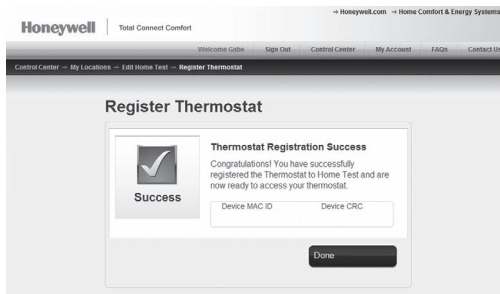 → Honeywell.com → Home Comfort & Energy Systems
Honeywell Total Connect Comfort
Welcome Gabe Sign Out Control Center My Account FAQs Contact Us
Control Center → My Locations → Edit Home Test → Register Thermostat
Register Thermostat
Thermostat Registration Success
Congratulations! You have successfully
registered the Thermostat to Home Test and are
now ready to access your thermostat.
Success
Device MAC ID Device CRC
Done